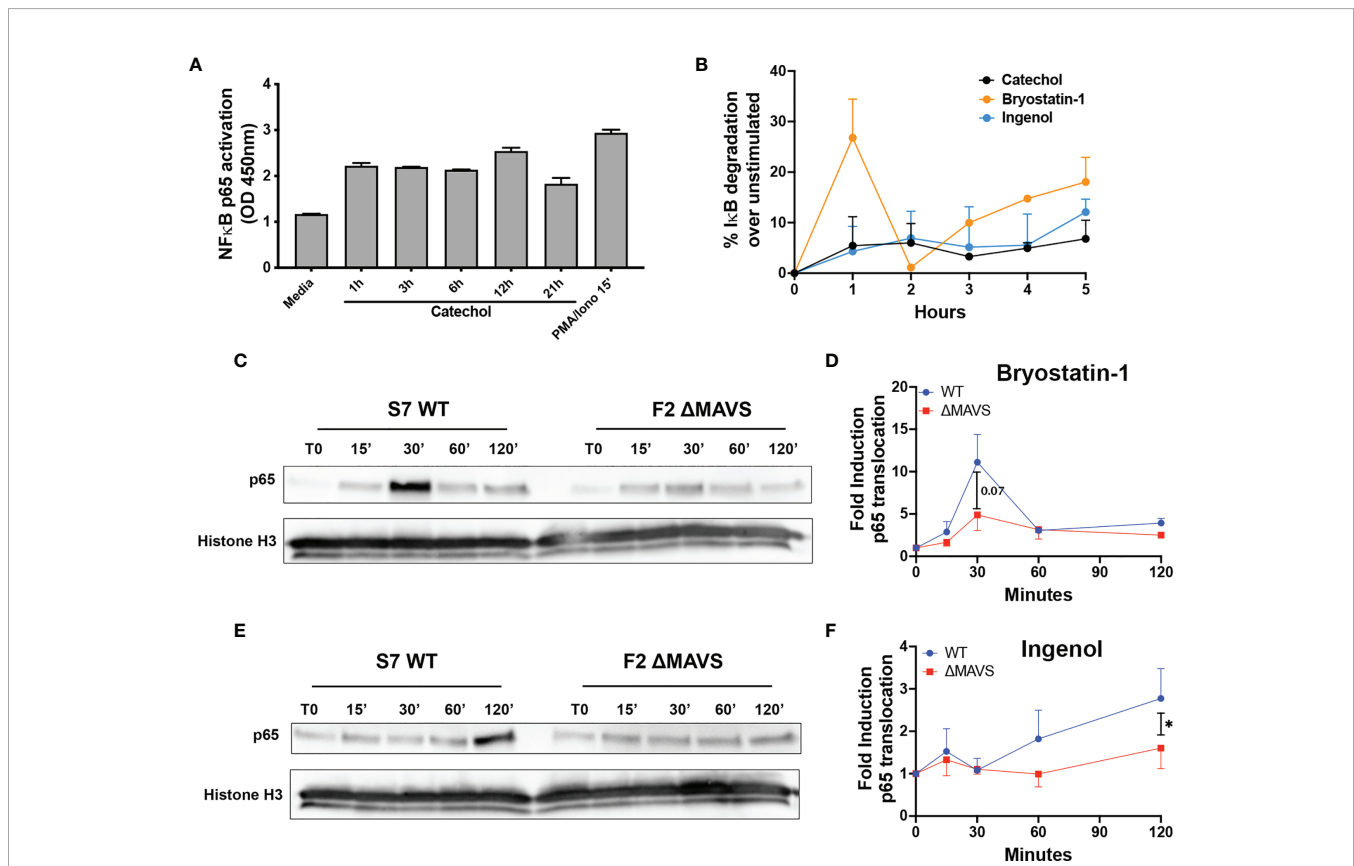 A
NFκB p65 activation
(OD 450nm)
4
3
2
1
0
Media
1h
3h
6h
12h
21h
PMA/Iono 15'
Catechol
B
% IκB degradation
over unstimulated
40
30
20
10
0
Catechol
Bryostatin-1
Ingenol
0
1
2
3
4
5
Hours
C
S7 WT
F2 ΔMAVS
T0 15’ 30’ 60’ 120’ T0 15’ 30’ 60’ 120’
p65
Histone H3
D
Bryostatin-1
Fold Induction
p65 translocation
20
15
10
5
0
WT
ΔMAVS
0.07
0
30
60
90
120
Minutes
E
S7 WT
F2 ΔMAVS
T0 15’ 30’ 60’ 120’ T0 15’ 30’ 60’ 120’
p65
Histone H3
F
Ingenol
Fold Induction
p65 translocation
4
3
2
1
0
WT
ΔMAVS
*
0
30
60
90
120
Minutes